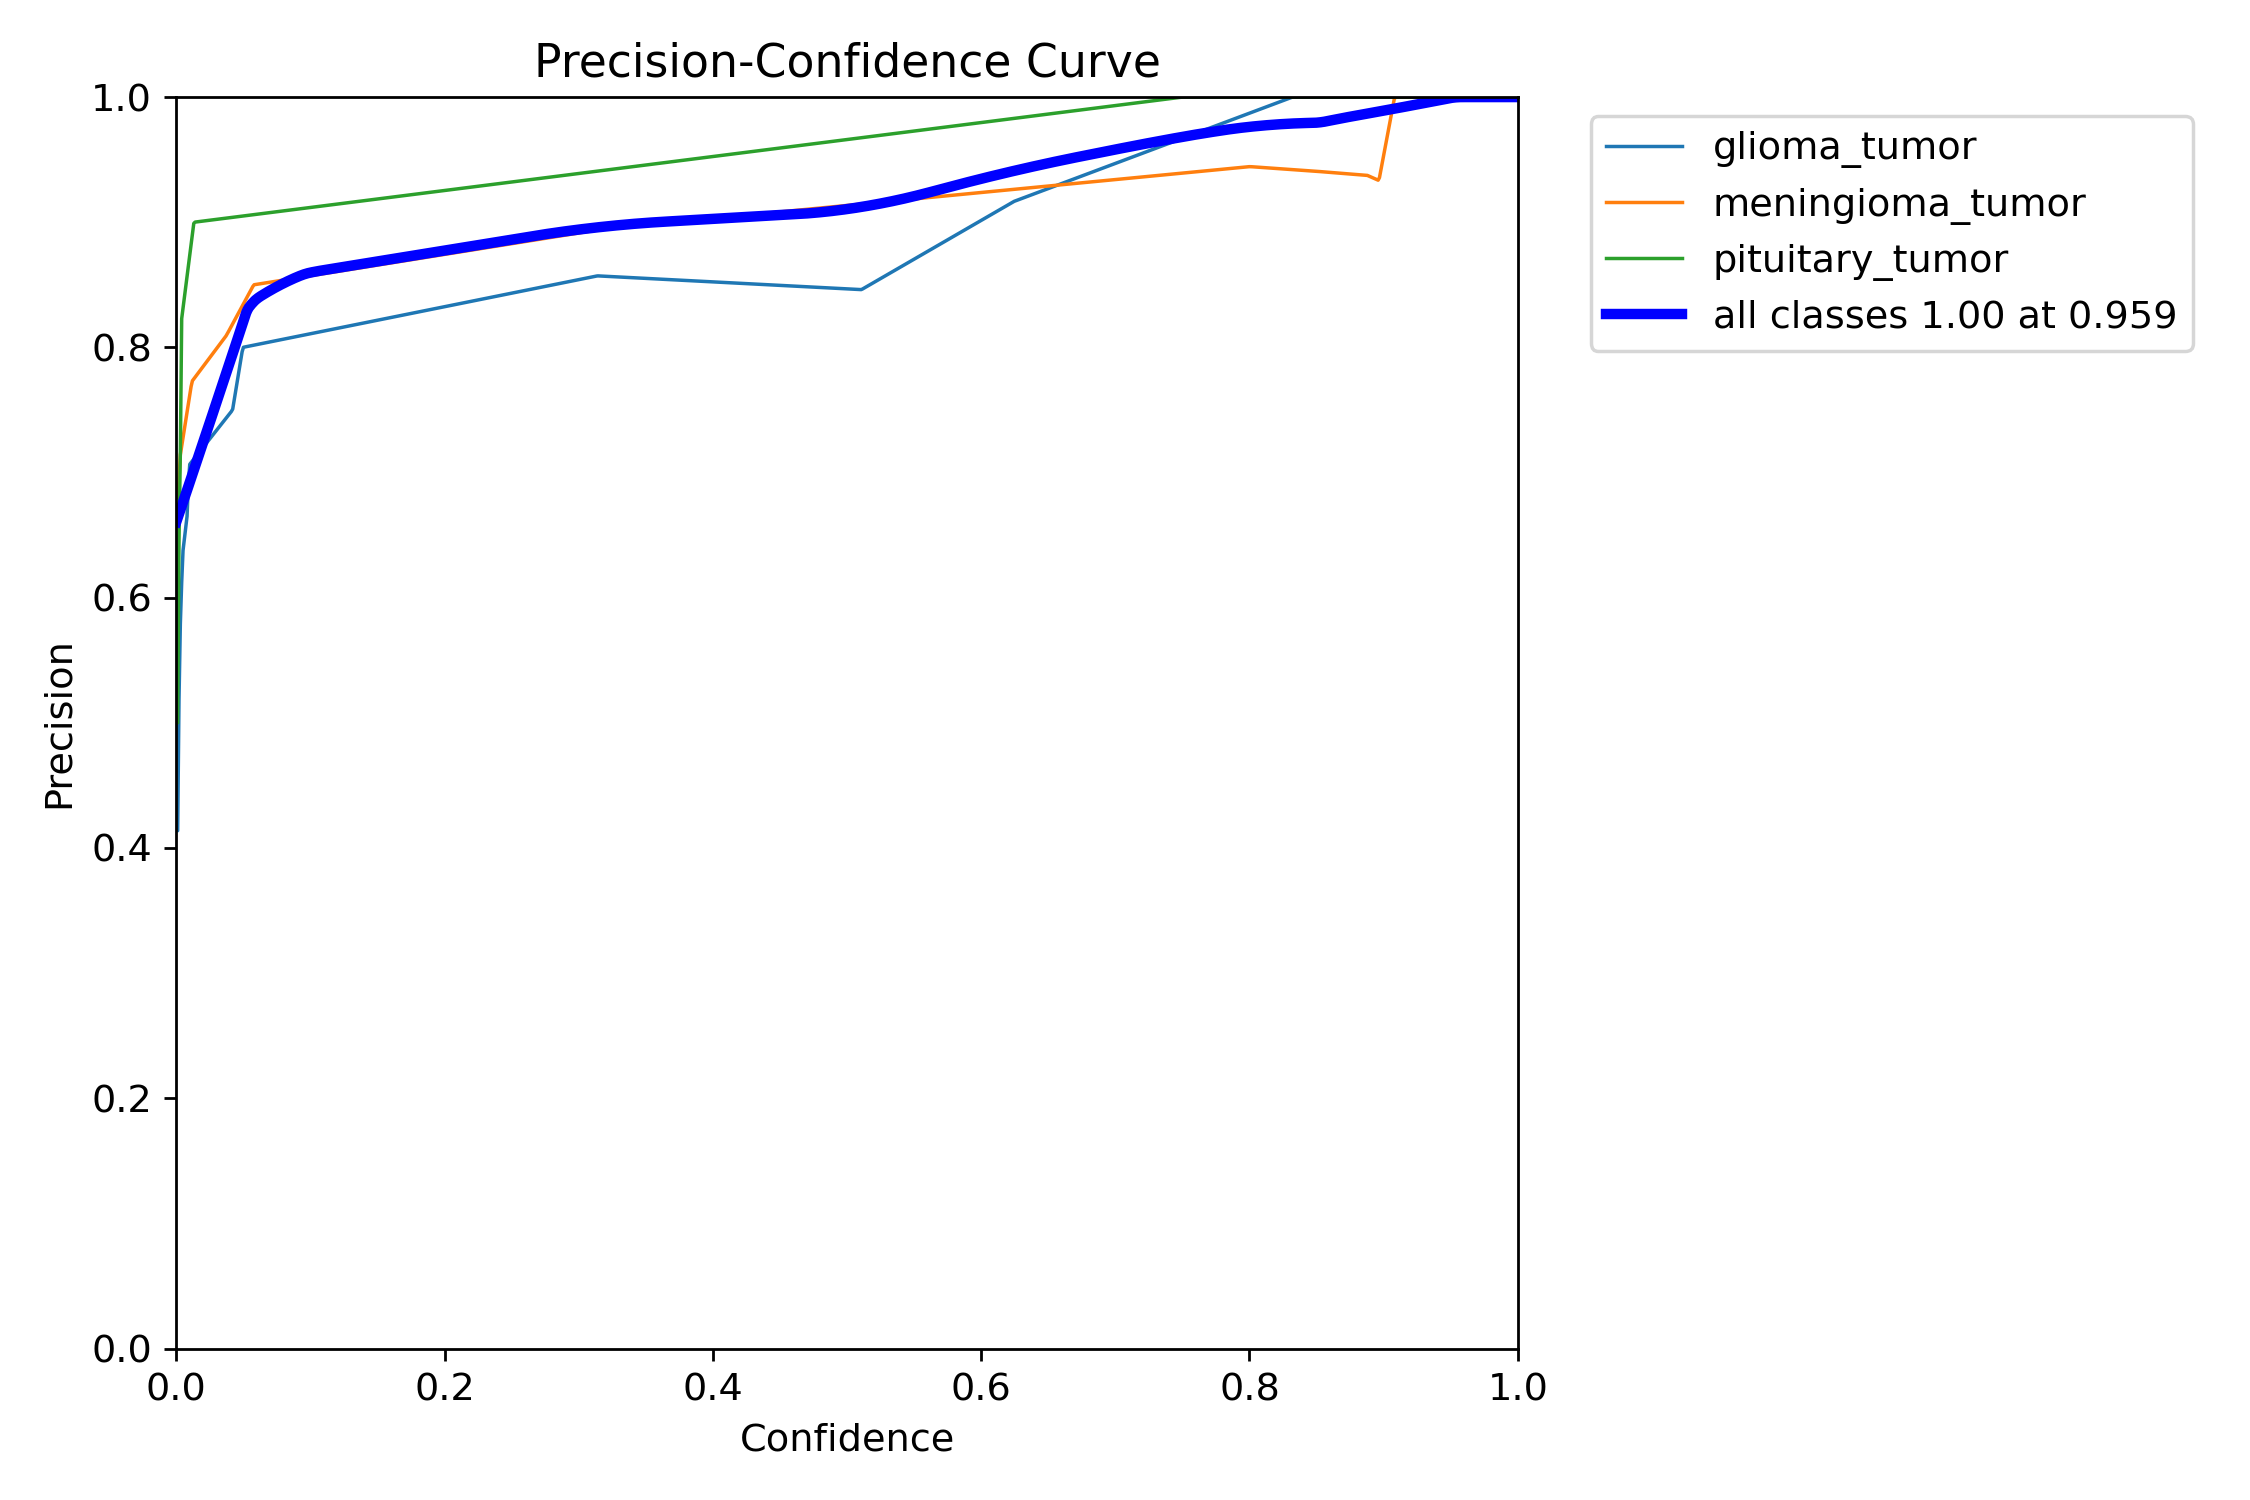 Precision-Confidence Curve
1.0
0.8
0.6
0.4
0.2
0.0
Precision
0.0 0.2 0.4 0.6 0.8 1.0
Confidence
glioma_tumor
meningioma_tumor
pituitary_tumor
all classes 1.00 at 0.959